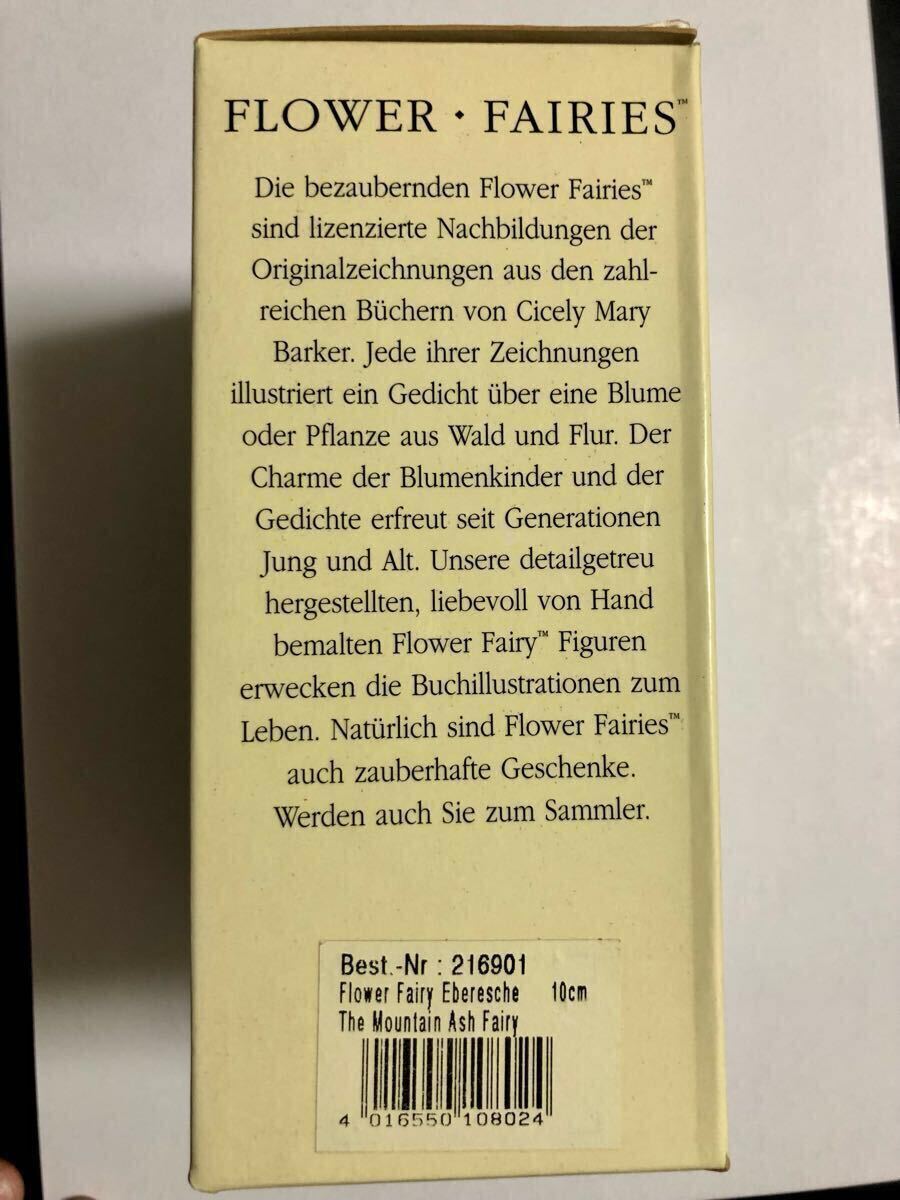 FLOWER · FAIRIES™
Die bezaubernden Flower Fairies™
sind lizenzierte Nachbildungen der
Originalzeichnungen aus den zahl-
reichen Büchern von Cicely Mary
Barker. Jede ihrer Zeichnungen
illustriert ein Gedicht über eine Blume
oder Pflanze aus Wald und Flur. Der
Charme der Blumenkinder und der
Gedichte erfreut seit Generationen
Jung und Alt. Unsere detailgetreu
hergestellten, liebevoll von Hand
bemalten Flower Fairy™ Figuren
erwecken die Buchillustrationen zum
Leben. Natürlich sind Flower Fairies™
auch zauberhafte Geschenke.
Werden auch Sie zum Sammler.
Best.-Nr : 216901
Flower Fairy Eberesche 10cm
The Mountain Ash Fairy
4 016550 108024